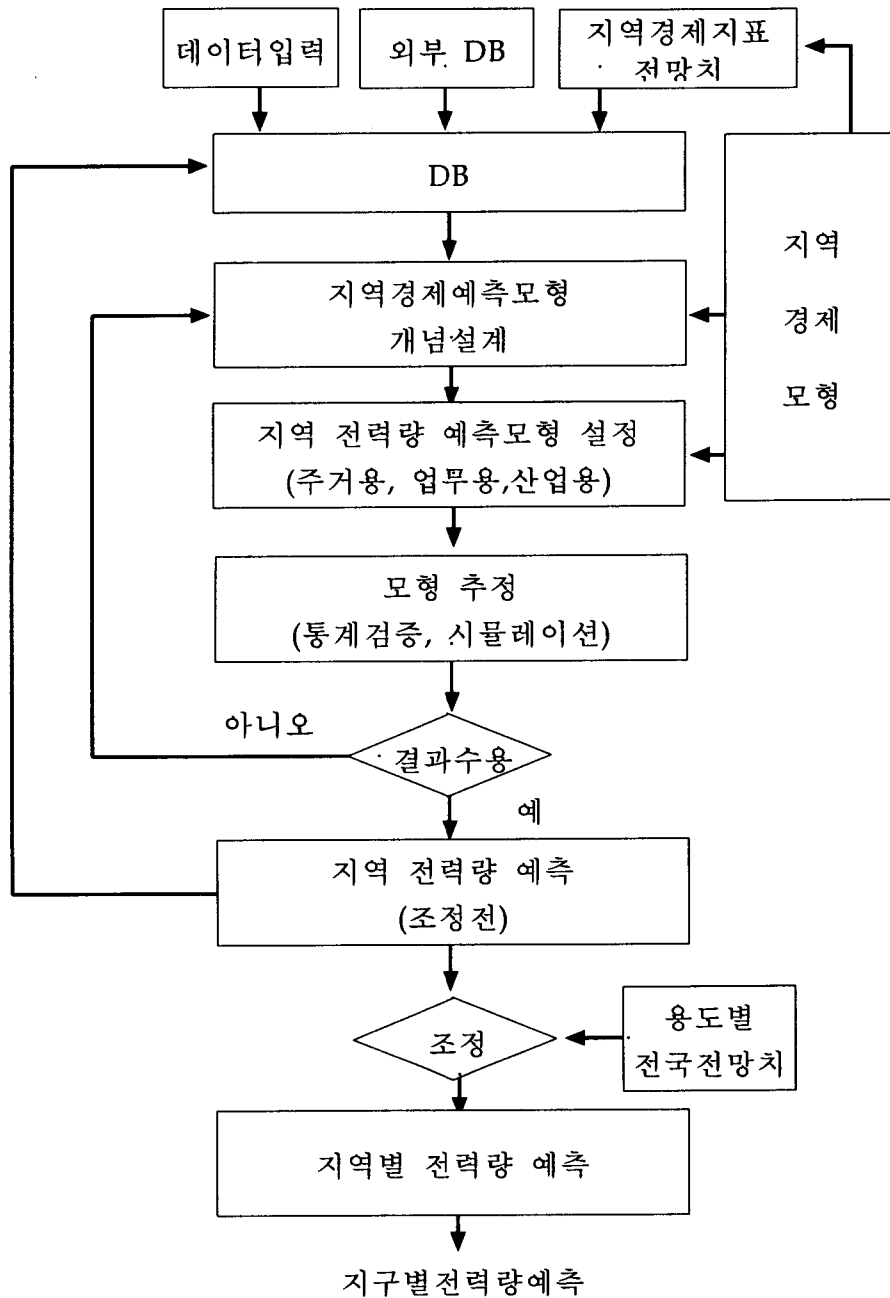 데이터입력
외부 DB
지역경제지표
전망치
DB
지역
경제
모형
지역경제예측모형
개념설계
지역 전력량 예측모형 설정
(주거용, 업무용,산업용)
모형 추정
(통계검증, 시뮬레이션)
아니오
결과수용
예
지역 전력량 예측
(조정전)
조정
용도별
전국전망치
지역별 전력량 예측
지구별전력량예측